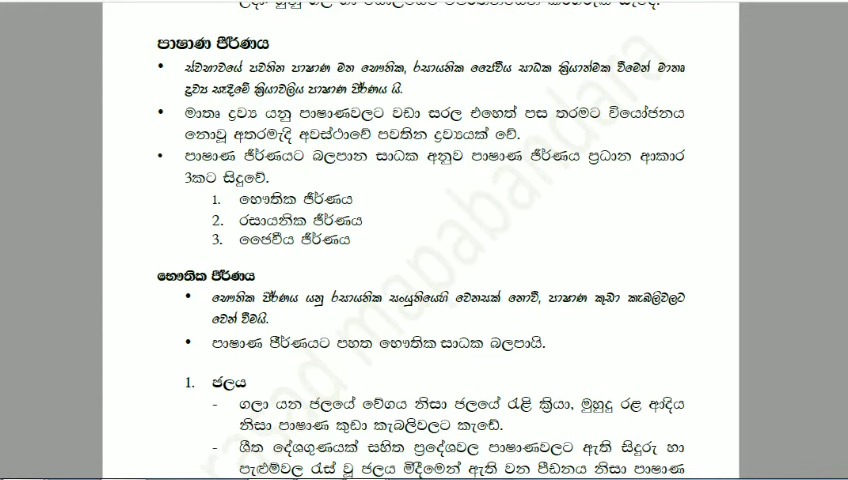 පාෂාණ ජීර්ණය
• ස්වභාවයේ පවතින පාෂාණ මත භෞතික, රසායනික ජෛවීය සාධක ක්‍රියාත්මක වීමෙන් මාතෘ
ද්‍රව්‍ය සෑදීමේ ක්‍රියාවලිය පාෂාණ ජීර්ණය යි.
• මාතෘ ද්‍රව්‍ය යනු පාෂාණවලට වඩා සරල එහෙත් පස තරමට වියෝජනය
නොවූ අතරමැදි අවස්ථාවේ පවතින ද්‍රව්‍යයක් වේ.
• පාෂාණ ජීර්ණයට බලපාන සාධක අනුව පාෂාණ ජීර්ණය ප්‍රධාන ආකාර
3කට සිදුවේ.
1. භෞතික ජීර්ණය
2. රසායනික ජීර්ණය
3. ජෛවීය ජීර්ණය
භෞතික ජීර්ණය
• භෞතික ජීර්ණය යනු රසායනික සංයුතියෙහි වෙනසක් නොවී, පාෂාණ කුඩා කැබලිවලට
වෙන් වීමයි.
• පාෂාණ ජීර්ණයට පහත භෞතික සාධක බලපායි.
1. ජලය
- ගලා යන ජලයේ වේගය නිසා ජලයේ රැළි ක්‍රියා, මුහුදු රළ ආදිය
නිසා පාෂාණ කුඩා කැබලිවලට කැඩේ.
- ශීත දේශගුණයක් සහිත ප්‍රදේශවල පාෂාණවලට ඇති සිදුරු හා
පැළුම්වල රැස් වූ ජලය මිදීමෙන් ඇති වන පීඩනය නිසා පාෂාණ